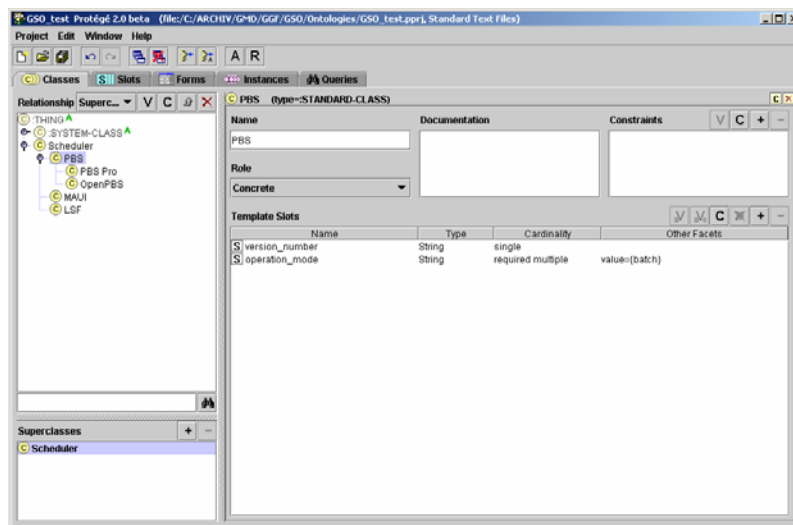 GSO_test Protégé 2.0 beta (file:/C:/ARCHIV/GMD/GGF/GSO/Ontologies/GSO_test.pprj, Standard Text Files)
Project Edit Window Help
A R
C Classes S Slots Forms Instances Queries
Relationship Superc... V C
:THING A
C :SYSTEM-CLASS A
C Scheduler
C PBS
C PBS Pro
C OpenPBS
C MAUI
C LSF
Superclasses + -
C Scheduler
C PBS (type=:STANDARD-CLASS) C X
Name Documentation Constraints V C + -
PBS
Role
Concrete
Template Slots V V C + -
Name Type Cardinality Other Facets
S version_number String single
S operation_mode String required multiple value={batch}